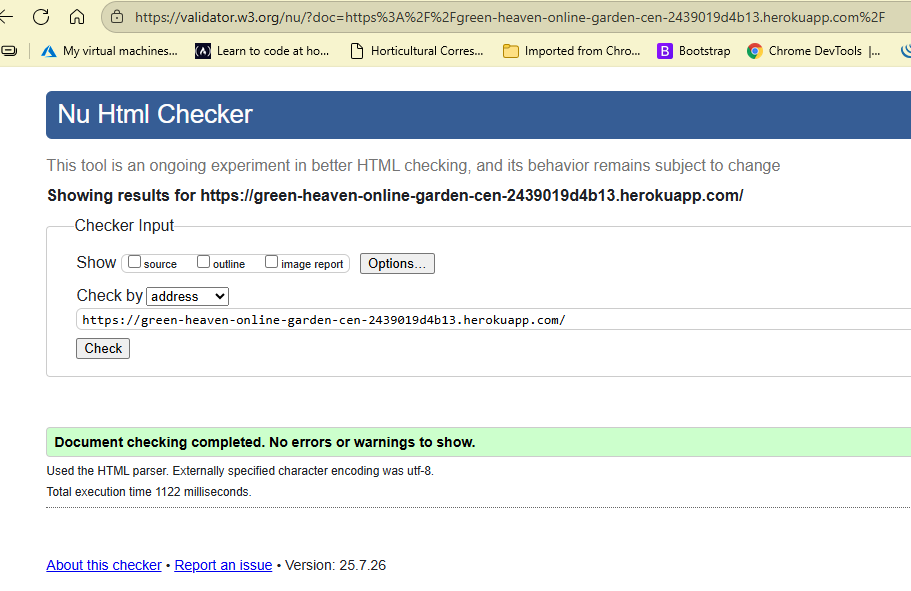 https://validator.w3.org/nu/?doc=https%3A%2F%2Fgreen-heaven-online-garden-cen-2439019d4b13.herokuapp.com%2F
My virtual machines... Learn to code at ho... Horticultural Corres... Imported from Chro... B Bootstrap Chrome DevTools |...
Nu Html Checker
This tool is an ongoing experiment in better HTML checking, and its behavior remains subject to change
Showing results for https://green-heaven-online-garden-cen-2439019d4b13.herokuapp.com/
Checker Input
Show source outline image report Options...
Check by address
https://green-heaven-online-garden-cen-2439019d4b13.herokuapp.com/
Check
Document checking completed. No errors or warnings to show.
Used the HTML parser. Externally specified character encoding was utf-8.
Total execution time 1122 milliseconds.
About this checker • Report an issue • Version: 25.7.26